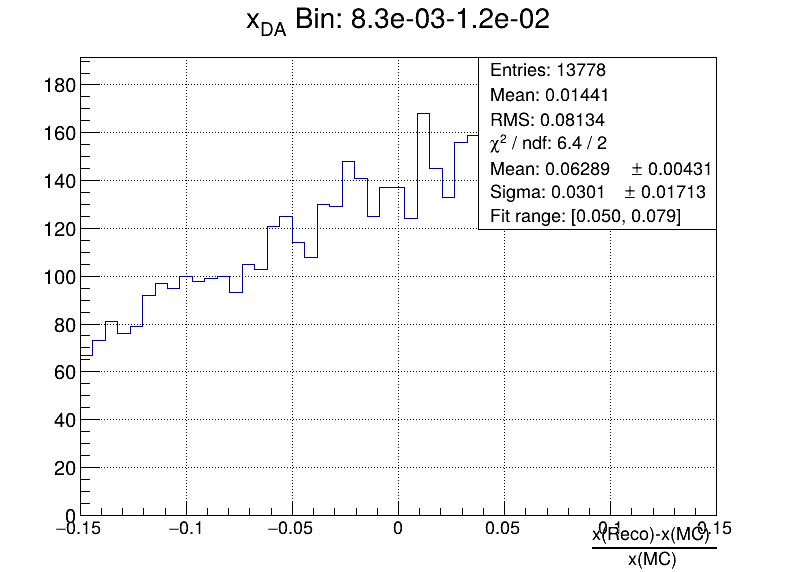 xDA Bin: 8.3e-03-1.2e-02
Entries: 13778
Mean: 0.01441
RMS: 0.08134
χ² / ndf: 6.4 / 2
Mean: 0.06289 ± 0.00431
Sigma: 0.0301 ± 0.01713
Fit range: [0.050, 0.079]
180
160
140
120
100
80
60
40
20
0
−0.15 −0.1 −0.05 0 0.05 0.1 0.15
x(Reco)-x(MC)
x(MC)